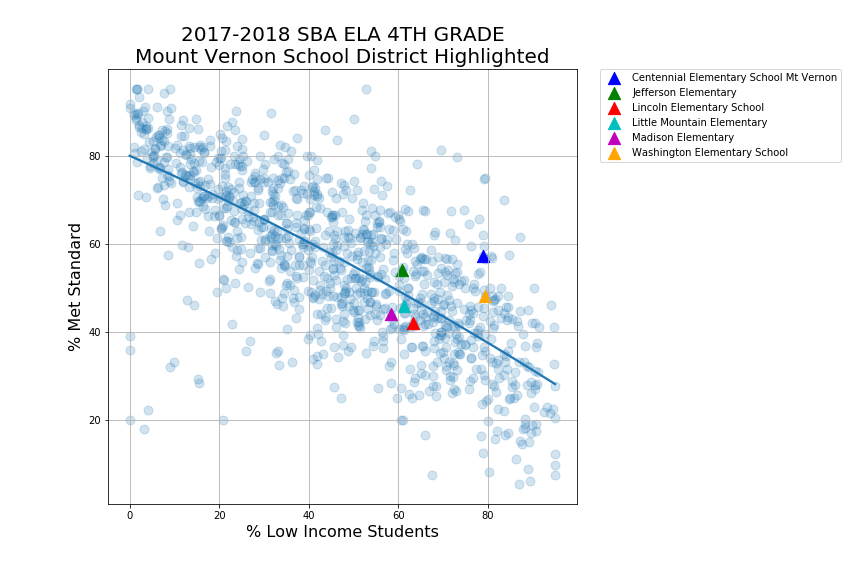 2017-2018 SBA ELA 4TH GRADE
Mount Vernon School District Highlighted
Centennial Elementary School Mt Vernon
Jefferson Elementary
Lincoln Elementary School
Little Mountain Elementary
Madison Elementary
Washington Elementary School
% Met Standard
80
60
40
20
0 20 40 60 80
% Low Income Students